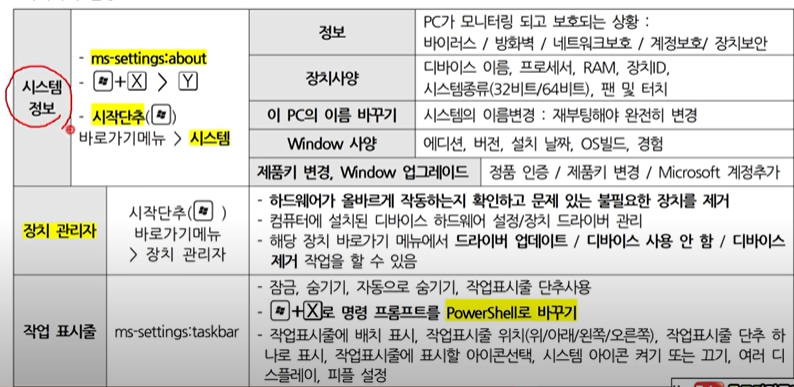 시스템
정보
- ms-settings:about
- +X > Y
- 시작단추( )
바로가기메뉴 > 시스템
정보
PC가 모니터링 되고 보호되는 상황 :
바이러스 / 방화벽 / 네트워크보호 / 계정보호/ 장치보안
장치사양
디바이스 이름, 프로세서, RAM, 장치ID,
시스템종류(32비트/64비트), 팬 및 터치
이 PC의 이름 바꾸기
시스템의 이름변경 : 재부팅해야 완전히 변경
Window 사양
에디션, 버전, 설치 날짜, OS빌드, 경험
제품키 변경, Window 업그레이드
정품 인증 / 제품키 변경 / Microsoft 계정추가
장치 관리자
시작단추( )
바로가기메뉴
> 장치 관리자
- 하드웨어가 올바르게 작동하는지 확인하고 문제 있는 불필요한 장치를 제거
- 컴퓨터에 설치된 디바이스 하드웨어 설정/장치 드라이버 관리
- 해당 장치 바로가기 메뉴에서 드라이버 업데이트 / 디바이스 사용 안 함 / 디바이스
제거 작업을 할 수 있음
작업 표시줄
ms-settings:taskbar
- 잠금, 숨기기, 자동으로 숨기기, 작업표시줄 단추사용
- +X로 명령 프롬프트를 PowerShell로 바꾸기
- 작업표시줄에 배치 표시, 작업표시줄 위치(위/아래/왼쪽/오른쪽), 작업표시줄 단추 하
나로 표시, 작업표시줄에 표시할 아이콘선택, 시스템 아이콘 켜기 또는 끄기, 여러 디
스플레이, 피플 설정